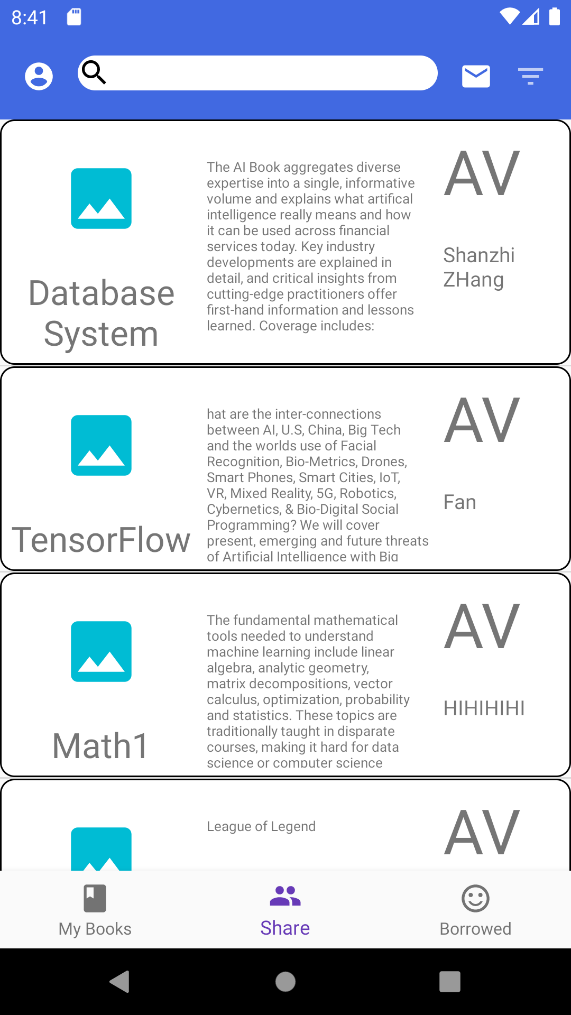 8:41
Database
System
The AI Book aggregates diverse
expertise into a single, informative
volume and explains what artifical
intelligence really means and how
it can be used across financial
services today. Key industry
developments are explained in
detail, and critical insights from
cutting-edge practitioners offer
first-hand information and lessons
learned. Coverage includes:
AV
Shanzhi
ZHang
TensorFlow
hat are the inter-connections
between AI, U.S, China, Big Tech
and the worlds use of Facial
Recognition, Bio-Metrics, Drones,
Smart Phones, Smart Cities, IoT,
VR, Mixed Reality, 5G, Robotics,
Cybernetics, & Bio-Digital Social
Programming? We will cover
present, emerging and future threats
of Artificial Intelligence with Big
AV
Fan
Math1
The fundamental mathematical
tools needed to understand
machine learning include linear
algebra, analytic geometry,
matrix decompositions, vector
calculus, optimization, probability
and statistics. These topics are
traditionally taught in disparate
courses, making it hard for data
science or computer science
AV
HIHIHIHI
League of Legend
AV
My Books
Share
Borrowed